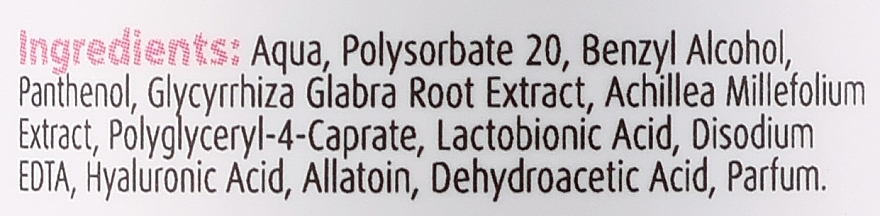 Ingredients: Aqua, Polysorbate 20, Benzyl Alcohol,
Panthenol, Glycyrrhiza Glabra Root Extract, Achillea Millefolium
Extract, Polyglyceryl-4-Caprate, Lactobionic Acid, Disodium
EDTA, Hyaluronic Acid, Allatoin, Dehydroacetic Acid, Parfum.